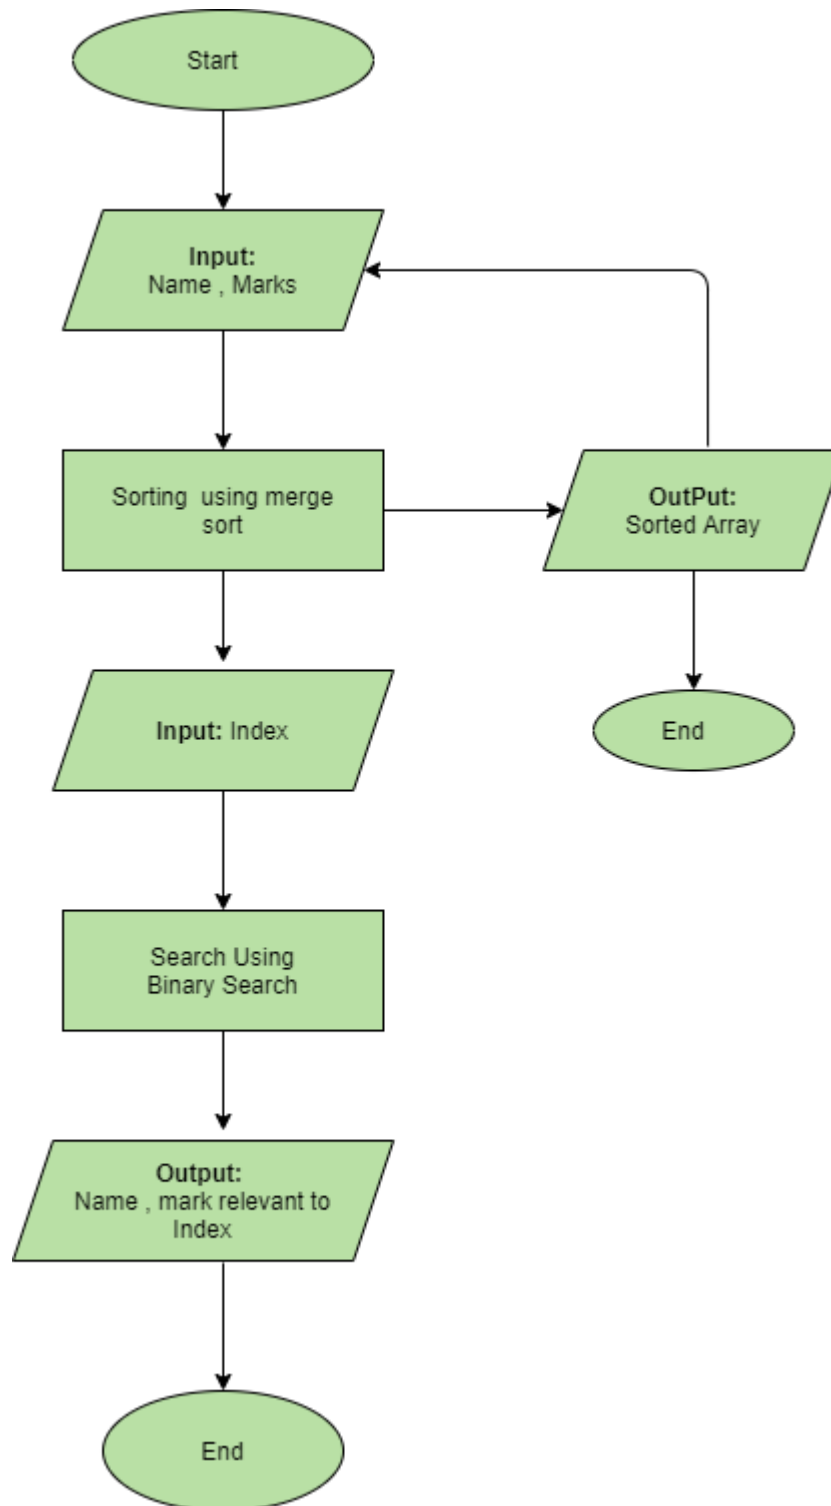 Start
Input:
Name , Marks
Sorting using merge
sort
OutPut:
Sorted Array
Input: Index
End
Search Using
Binary Search
Output:
Name , mark relevant to
Index
End